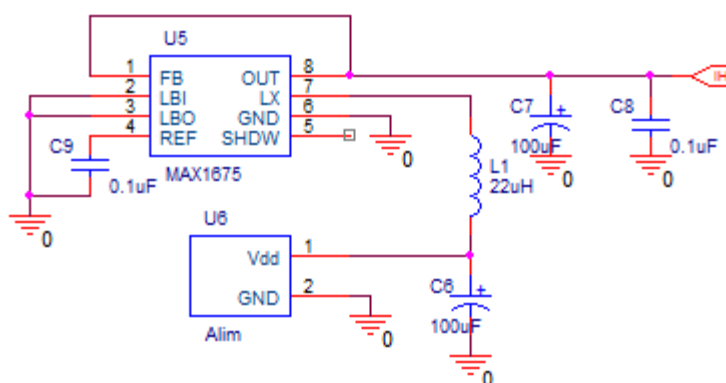 U5
1 FB OUT 8
2 LBI LX 7
3 LBO GND 6
4 REF SHDW 5
MAX1675
C9
0.1uF
0
0
C7
100uF
0
C8
0.1uF
0
L1
22uH
U6
Vdd 1
GND 2
Alim
0
C6
100uF
0